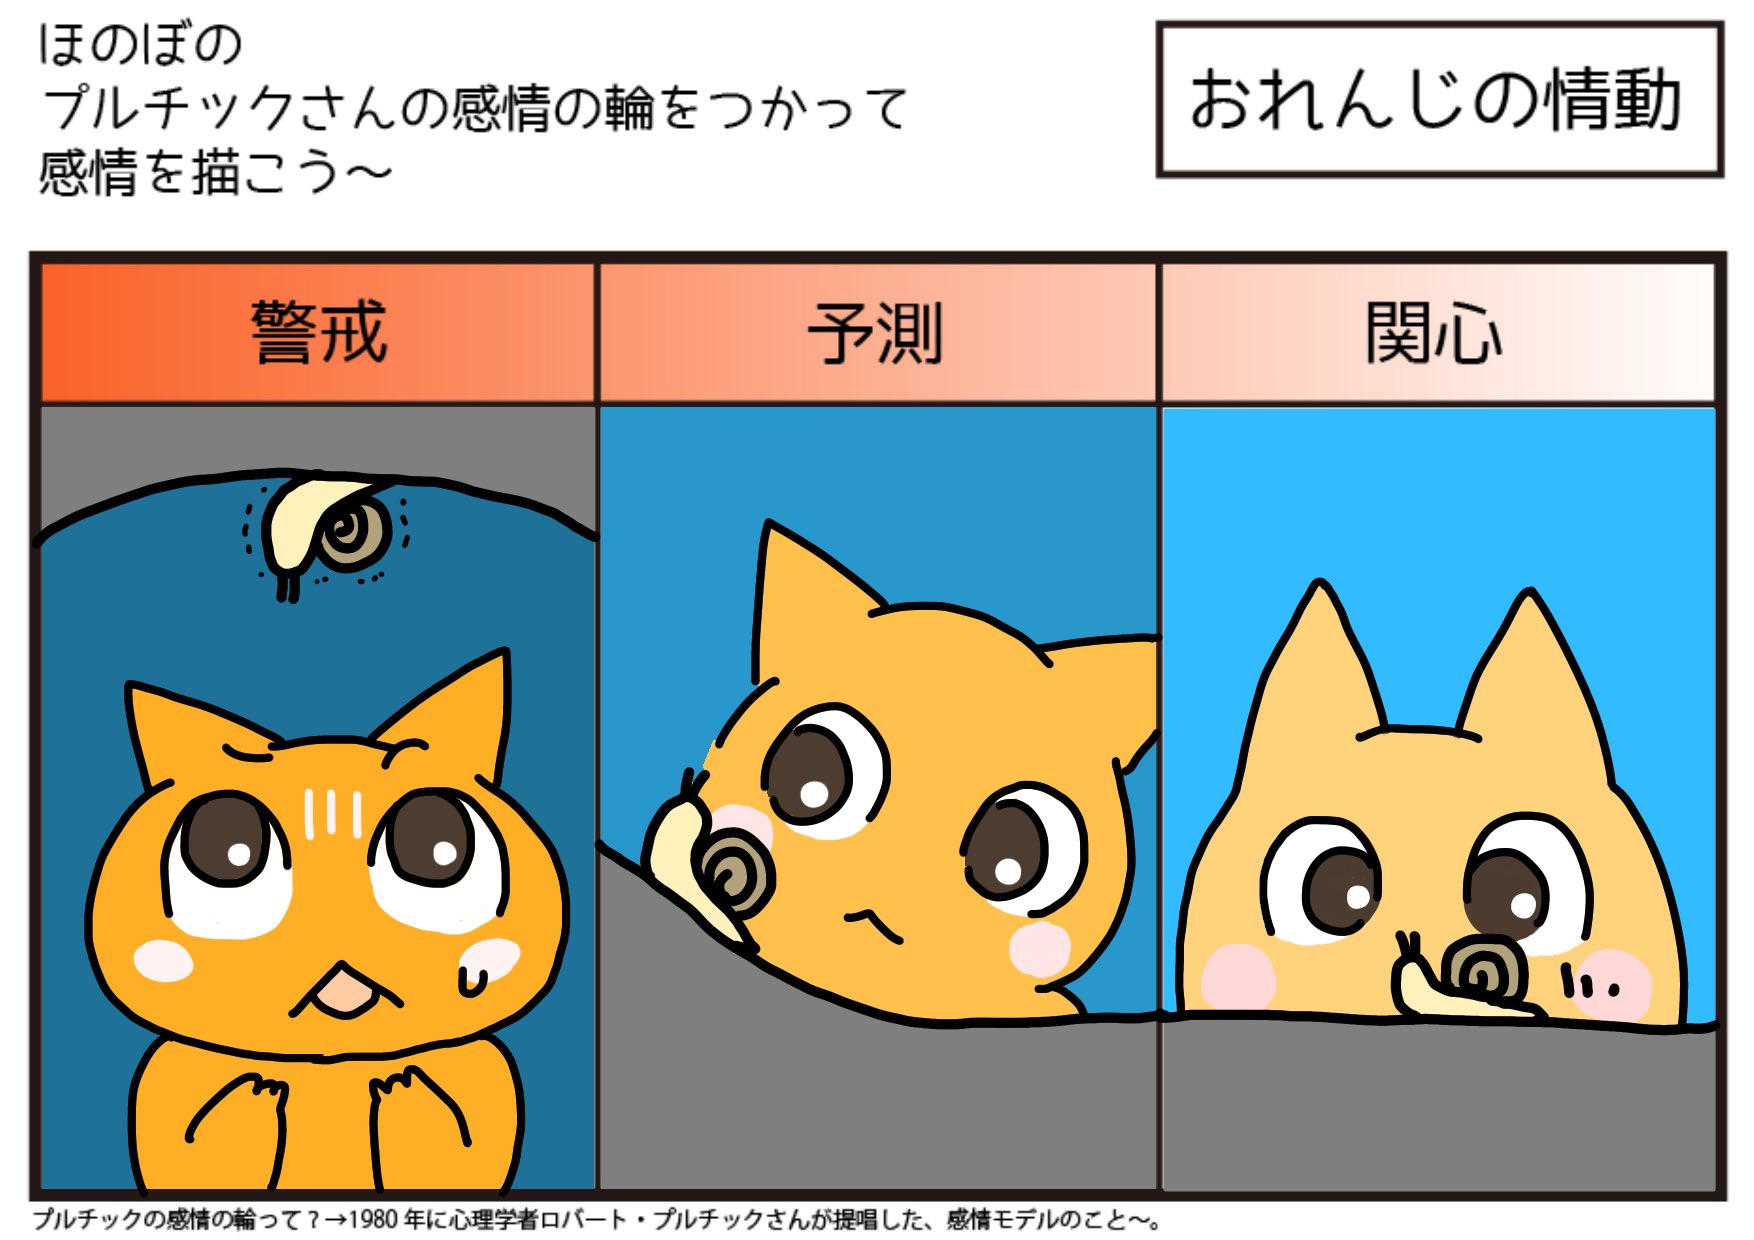 ほのぼの
プルチックさんの感情の輪をつかって
感情を描こう〜
おれんじの情動
警戒
予測
関心
プルチックの感情の輪って？→1980 年に心理学者ロバート・プルチックさんが提唱した、感情モデルのこと〜。